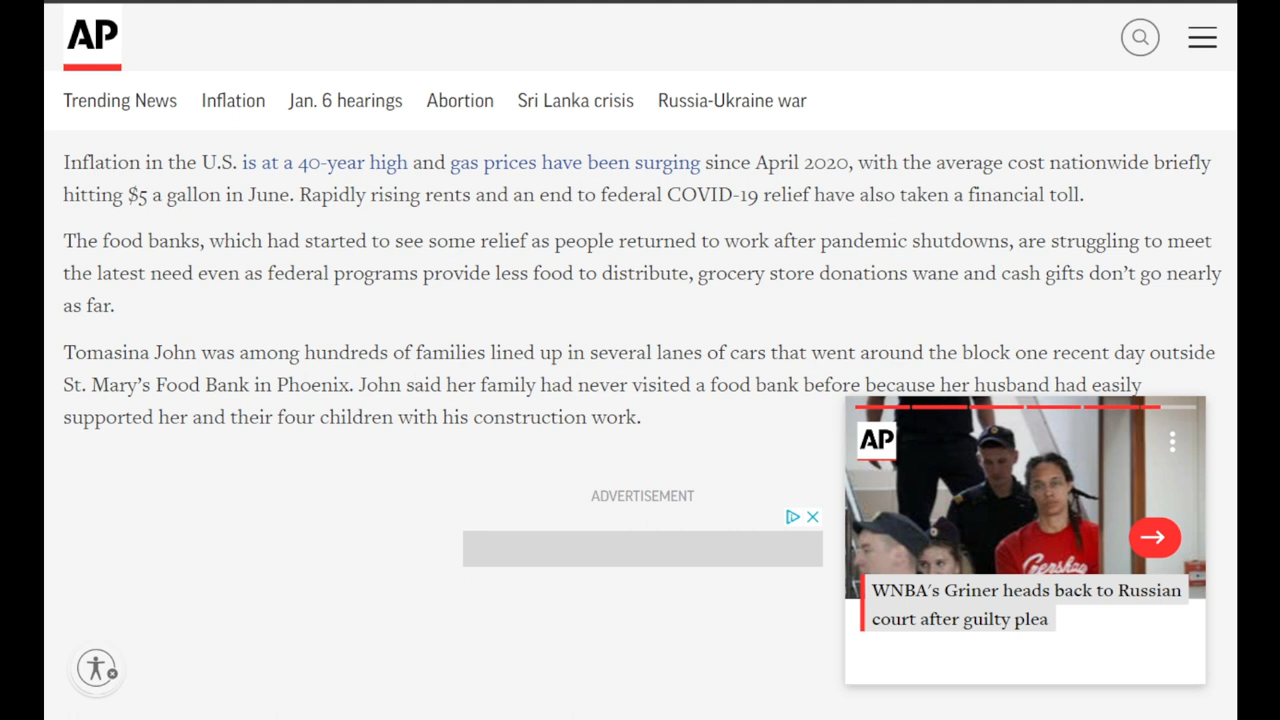 AP
Trending News Inflation Jan. 6 hearings Abortion Sri Lanka crisis Russia-Ukraine war
Inflation in the U.S. is at a 40-year high and gas prices have been surging since April 2020, with the average cost nationwide briefly
hitting $5 a gallon in June. Rapidly rising rents and an end to federal COVID-19 relief have also taken a financial toll.
The food banks, which had started to see some relief as people returned to work after pandemic shutdowns, are struggling to meet
the latest need even as federal programs provide less food to distribute, grocery store donations wane and cash gifts don’t go nearly
as far.
Tomasina John was among hundreds of families lined up in several lanes of cars that went around the block one recent day outside
St. Mary’s Food Bank in Phoenix. John said her family had never visited a food bank before because her husband had easily
supported her and their four children with his construction work.
ADVERTISEMENT
AP
WNBA’s Griner heads back to Russian
court after guilty plea